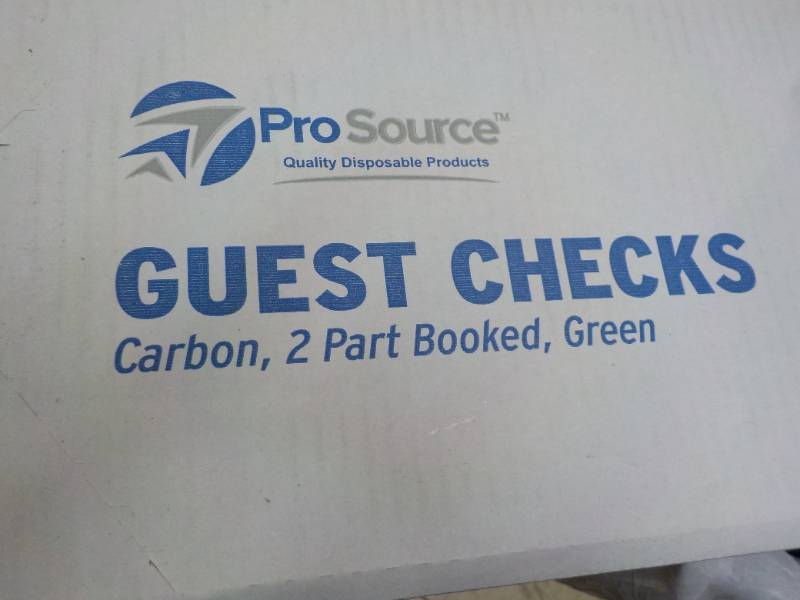 Pro Source™
Quality Disposable Products
GUEST CHECKS
Carbon, 2 Part Booked, Green